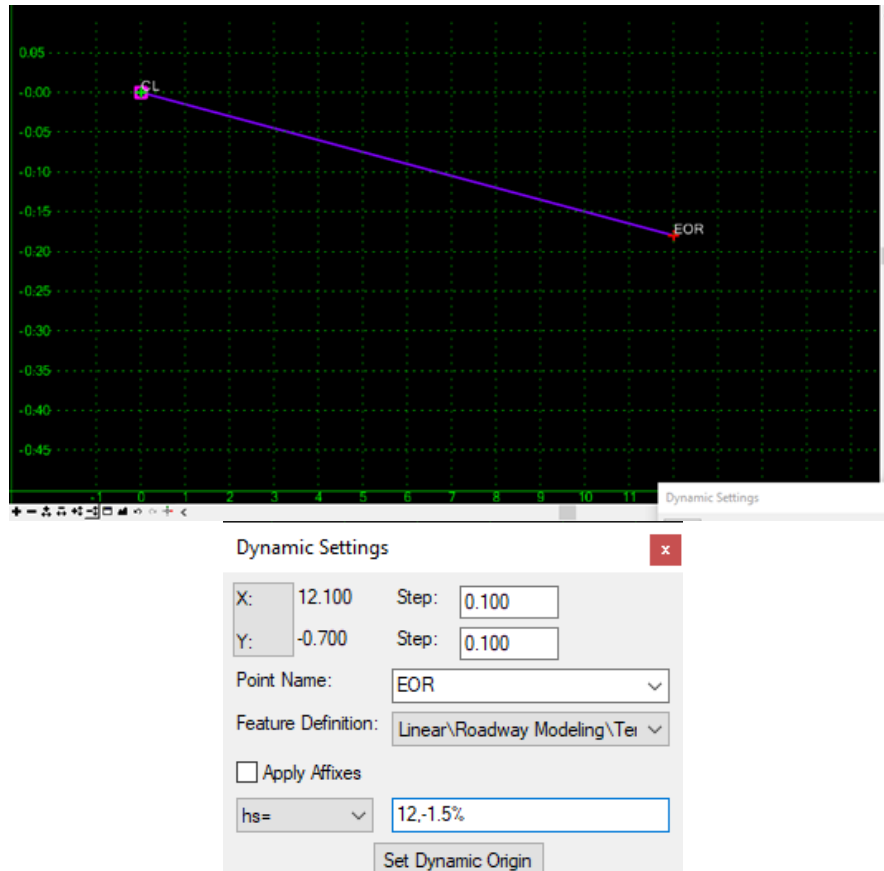 0.05
CL
-0.00
-0.05
-0.10
-0.15
EOR
-0.20
-0.25
-0.30
-0.35
-0.40
-0.45
-1 0 1 2 3 4 5 6 7 8 9 10 11
Dynamic Settings
Dynamic Settings x
X: 12.100 Step: 0.100
Y: -0.700 Step: 0.100
Point Name: EOR
Feature Definition: Linear\Roadway Modeling\Ter
Apply Affixes
hs= 12,-1.5%
Set Dynamic Origin